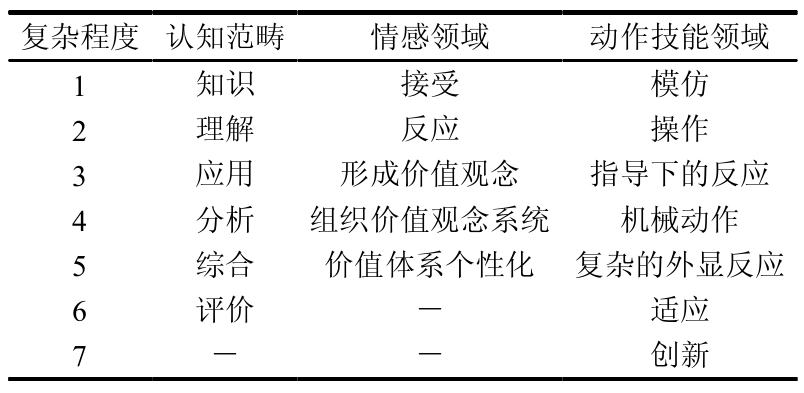 复杂程度 认知范畴 情感领域 动作技能领域
1 知识 接受 模仿
2 理解 反应 操作
3 应用 形成价值观念 指导下的反应
4 分析 组织价值观念系统 机械动作
5 综合 价值体系个性化 复杂的外显反应
6 评价 － 适应
7 － － 创新